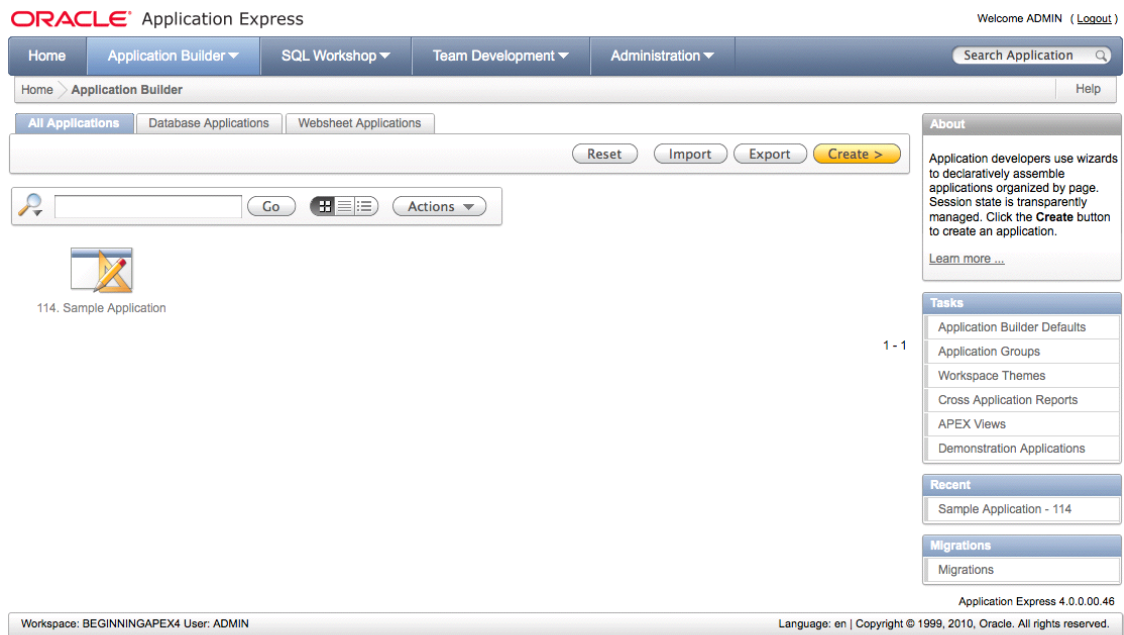 ORACLE® Application Express
Welcome ADMIN ( Logout )
Home Application Builder SQL Workshop Team Development Administration Search Application
Home Application Builder Help
All Applications Database Applications Websheet Applications
Reset Import Export Create >
Go Actions
114. Sample Application
1 - 1
About
Application developers use wizards
to declaratively assemble
applications organized by page.
Session state is transparently
managed. Click the Create button
to create an application.
Learn more ...
Tasks
Application Builder Defaults
Application Groups
Workspace Themes
Cross Application Reports
APEX Views
Demonstration Applications
Recent
Sample Application - 114
Migrations
Migrations
Application Express 4.0.0.00.46
Workspace: BEGINNINGAPEX4 User: ADMIN
Language: en | Copyright © 1999, 2010, Oracle. All rights reserved.